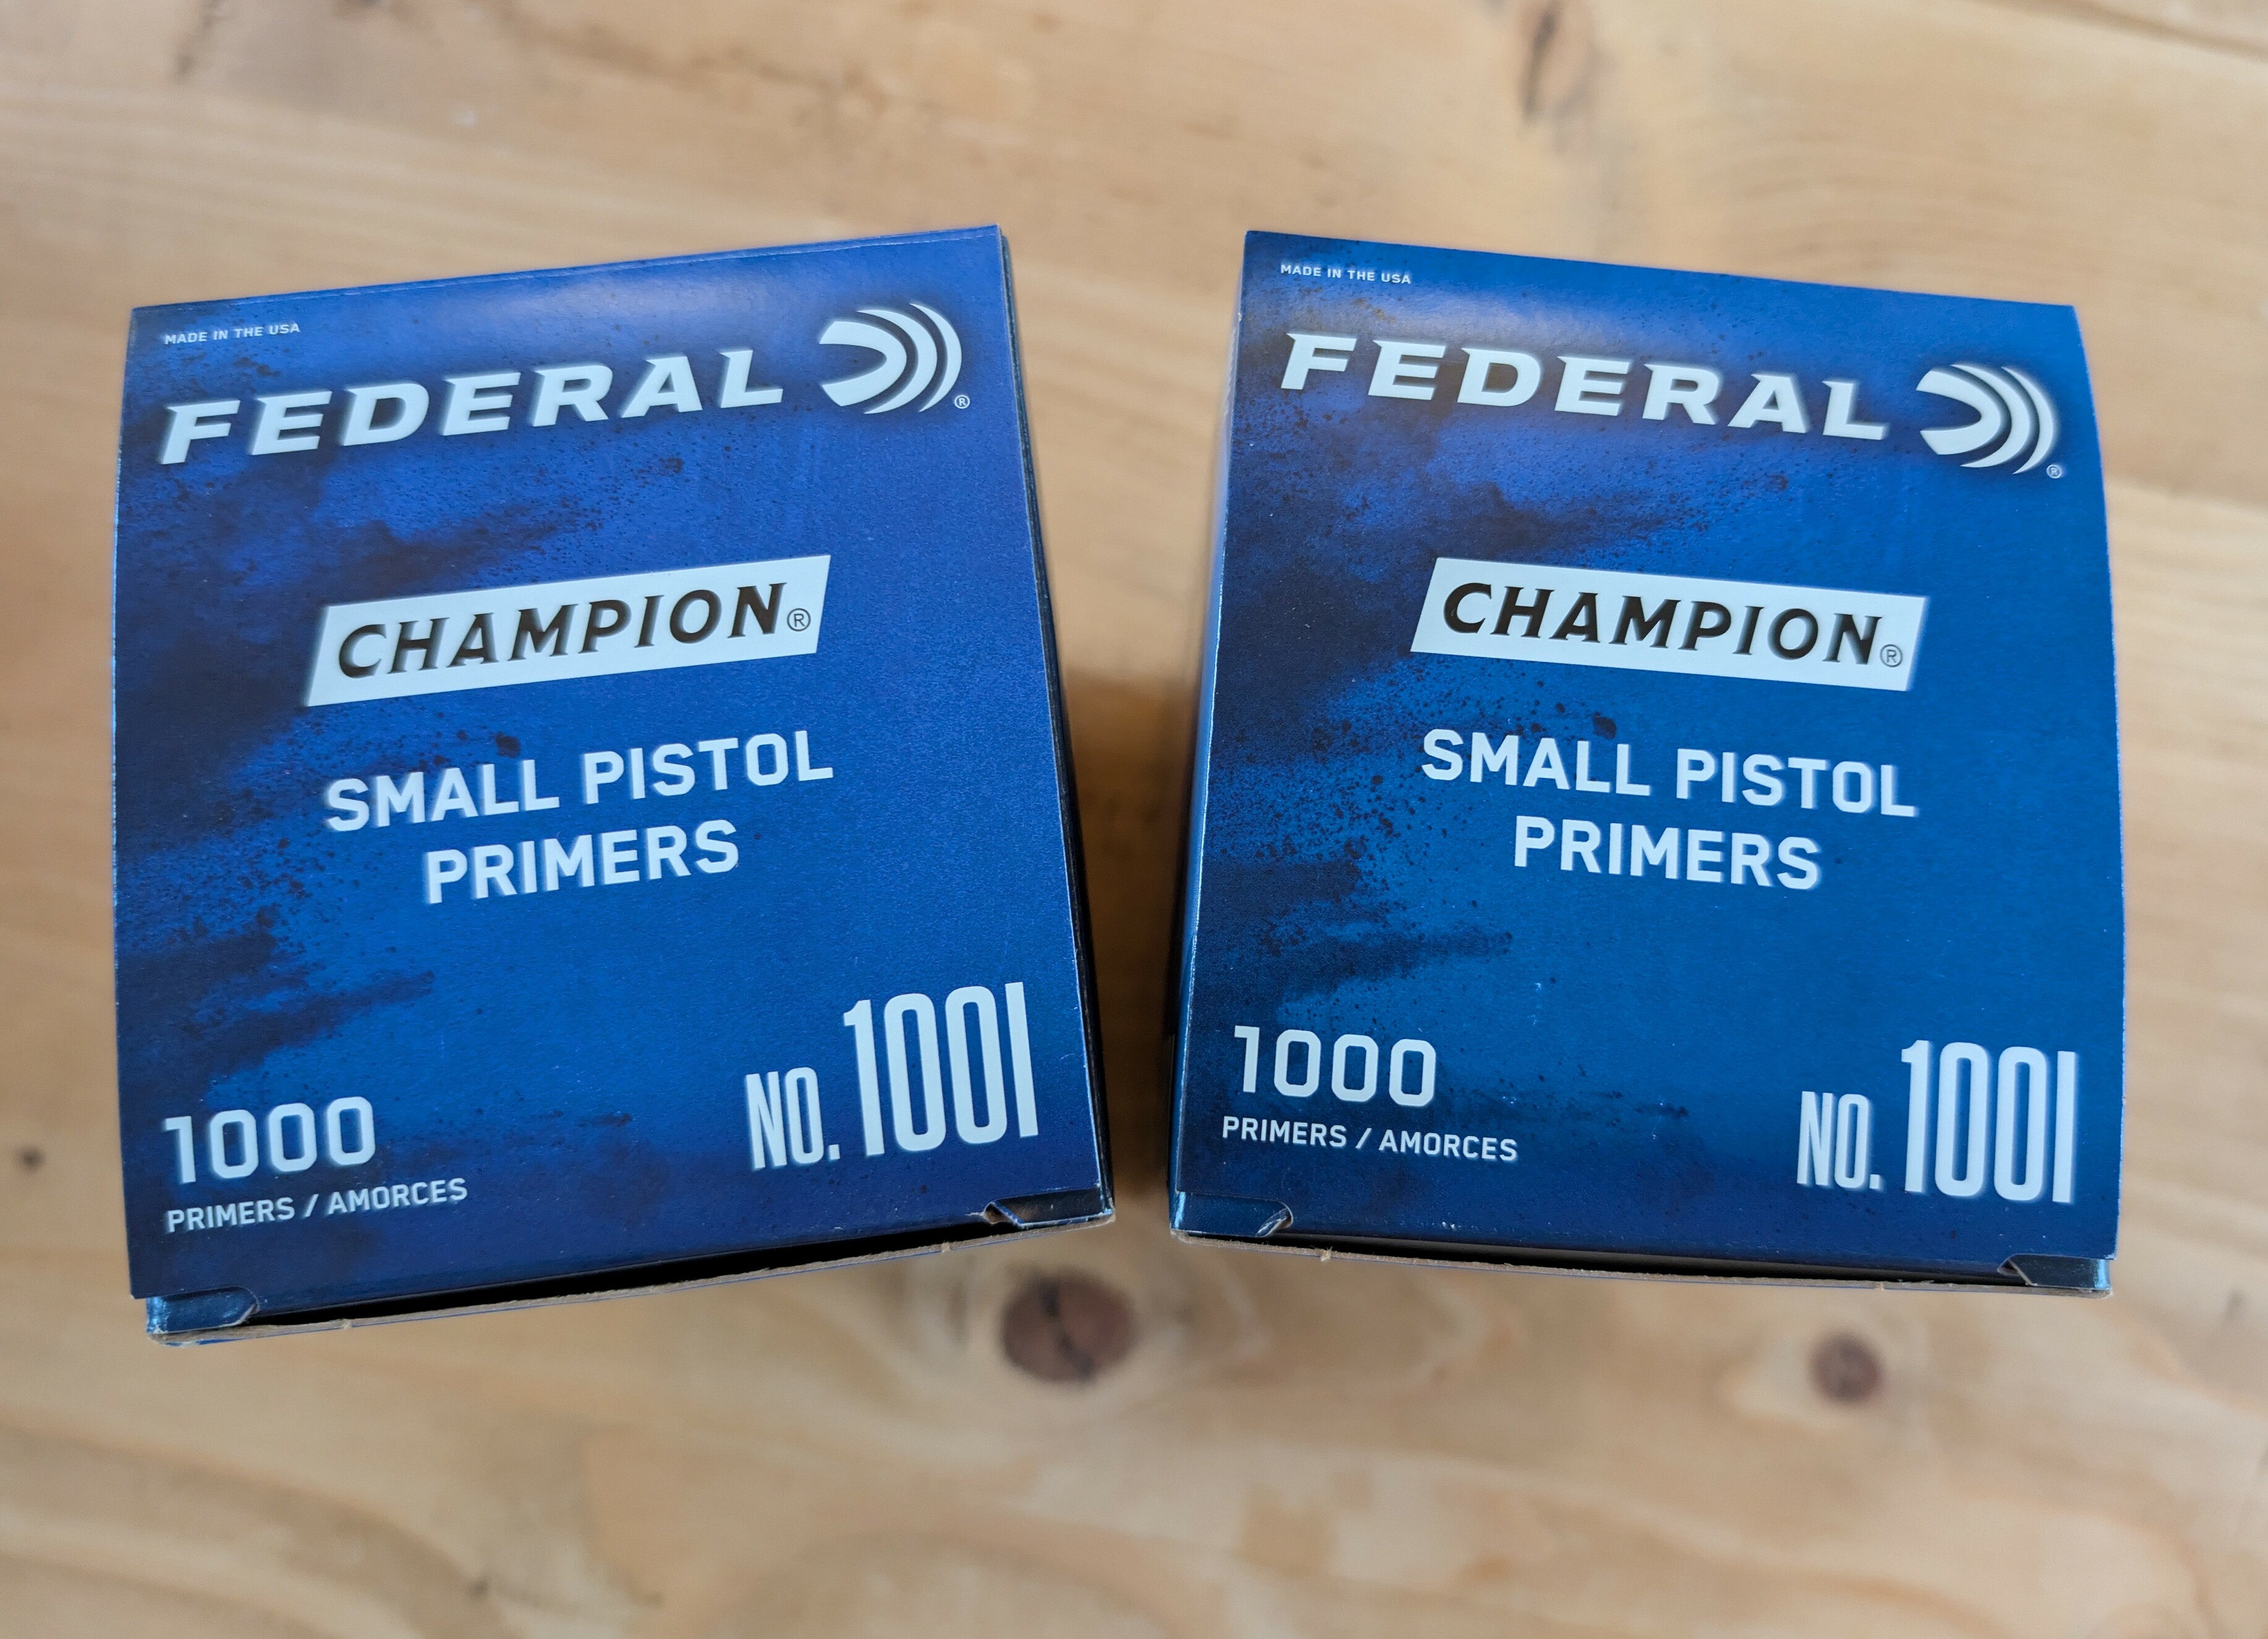 MADE IN THE USA
FEDERAL®
CHAMPION®
SMALL PISTOL
PRIMERS
1000
PRIMERS / AMORCES
NO. 100I
MADE IN THE USA
FEDERAL®
CHAMPION®
SMALL PISTOL
PRIMERS
1000
PRIMERS / AMORCES
NO. 100I